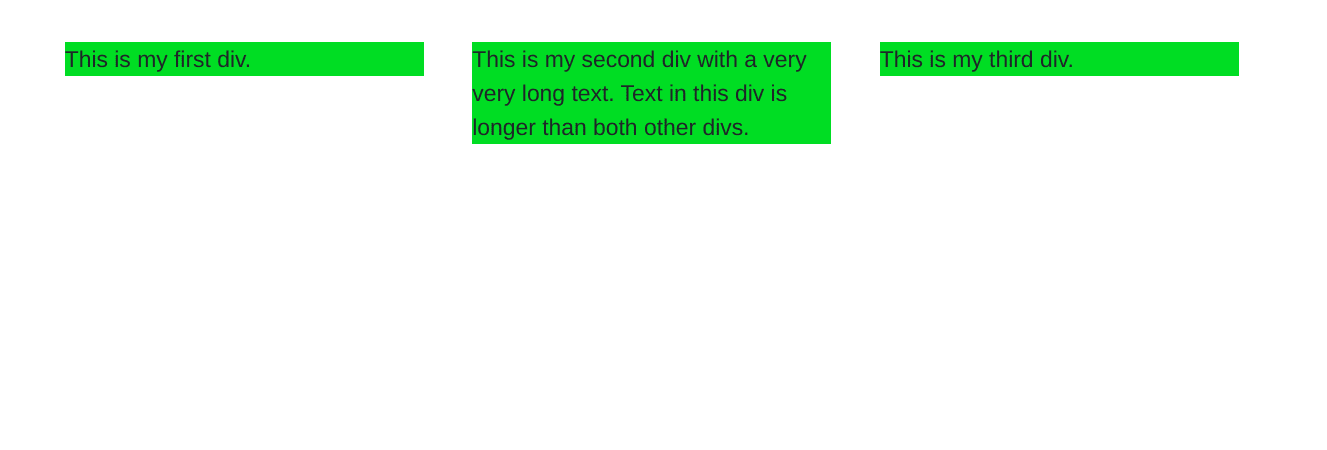 This is my first div.
This is my second div with a very
very long text. Text in this div is
longer than both other divs.
This is my third div.